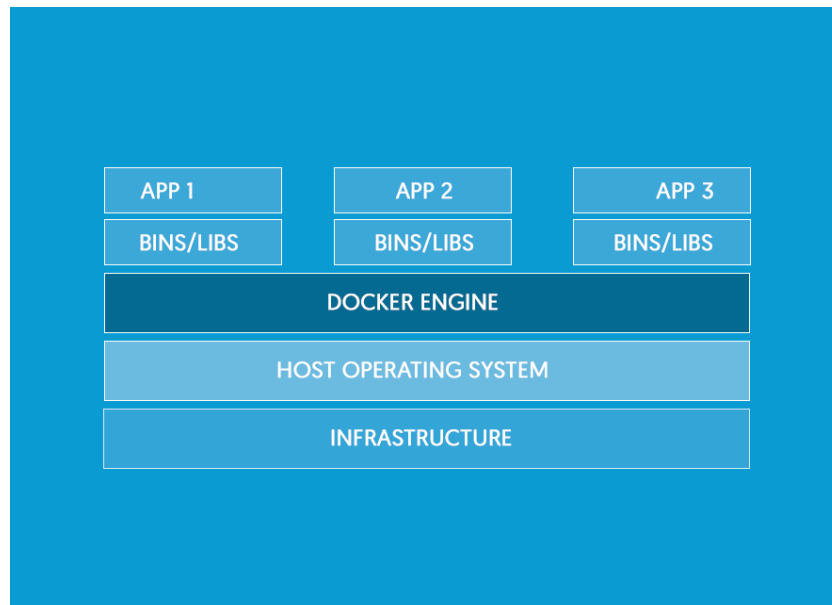 APP 1
APP 2
APP 3
BINS/LIBS
BINS/LIBS
BINS/LIBS
DOCKER ENGINE
HOST OPERATING SYSTEM
INFRASTRUCTURE